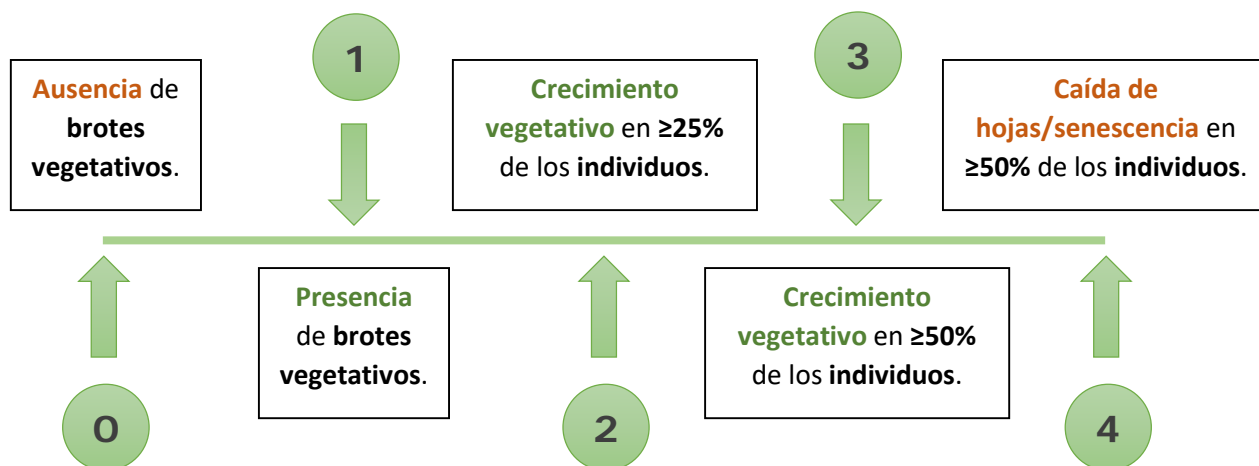 0
Ausencia de
brotes
vegetativos.
1
Presencia
de brotes
vegetativos.
2
Crecimiento
vegetativo en ≥25%
de los individuos.
3
Crecimiento
vegetativo en ≥50%
de los individuos.
4
Caída de
hojas/senescencia en
≥50% de los individuos.